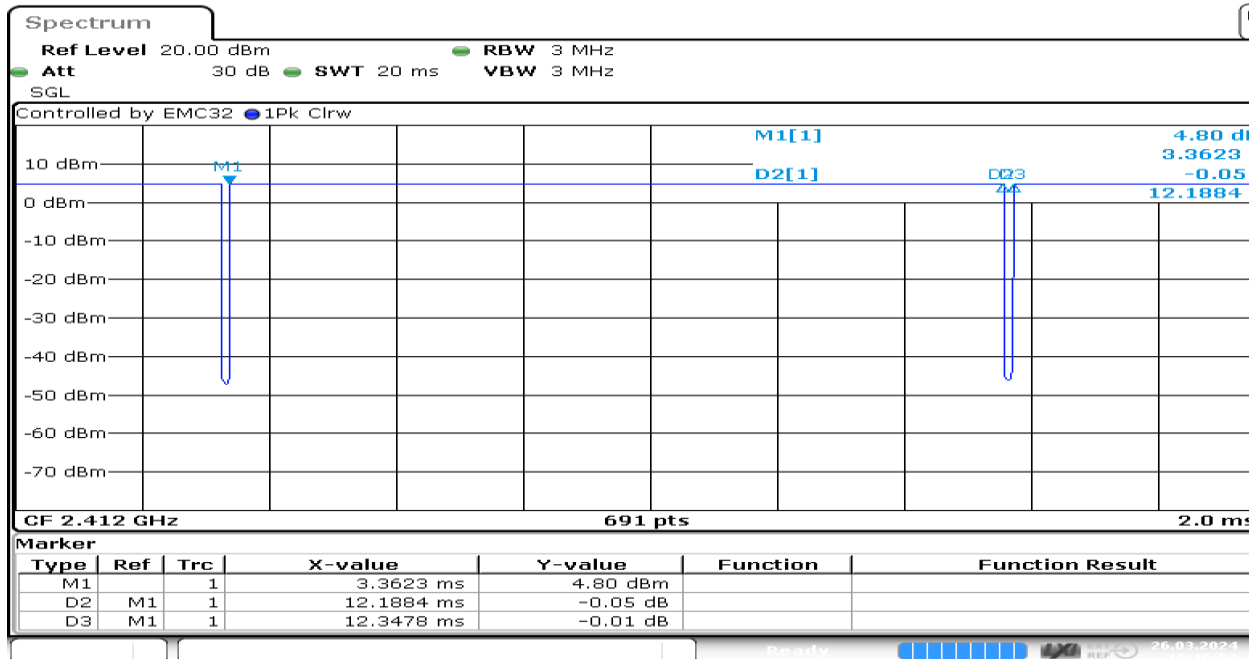 Spectrum
Ref Level 20.00 dBm RBW 3 MHz
Att 30 dB SWT 20 ms VBW 3 MHz
SGL
Controlled by EMC32 1Pk Clrw
M1[1] 4.80 dB
3.3623
D2[1] -0.05
12.1884
M1
D2 D3
10 dBm
0 dBm
-10 dBm
-20 dBm
-30 dBm
-40 dBm
-50 dBm
-60 dBm
-70 dBm
CF 2.412 GHz 691 pts 2.0 ms
Marker
Type Ref Trc X-value Y-value Function Function Result
M1 1 3.3623 ms 4.80 dBm
D2 M1 1 12.1884 ms -0.05 dB
D3 M1 1 12.3478 ms -0.01 dB
Ready LXI EXT REF 26.03.2024